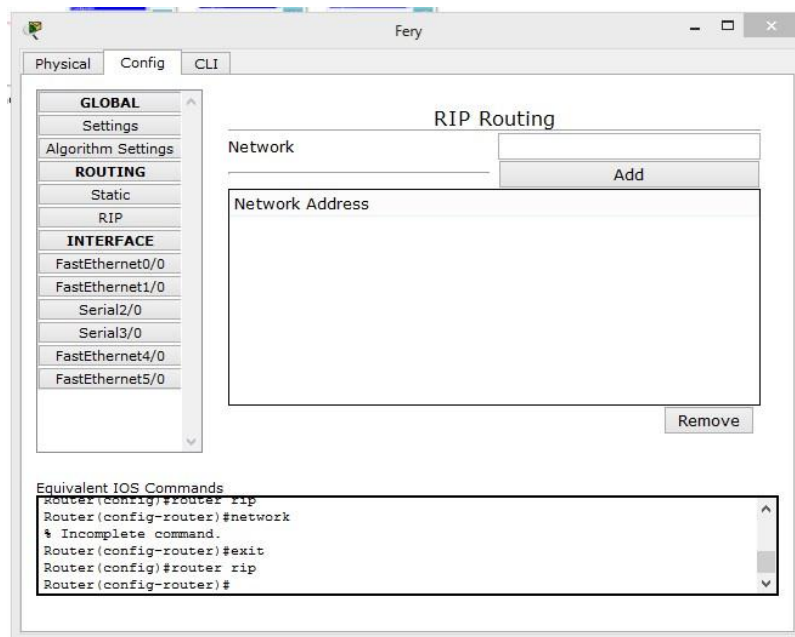 Fery
Physical Config CLI
GLOBAL
Settings
Algorithm Settings
ROUTING
Static
RIP
INTERFACE
FastEthernet0/0
FastEthernet1/0
Serial2/0
Serial3/0
FastEthernet4/0
FastEthernet5/0
RIP Routing
Network
Add
Network Address
Remove
Equivalent IOS Commands
Router(config)#router rip
Router(config-router)#network
% Incomplete command.
Router(config-router)#exit
Router(config)#router rip
Router(config-router)#